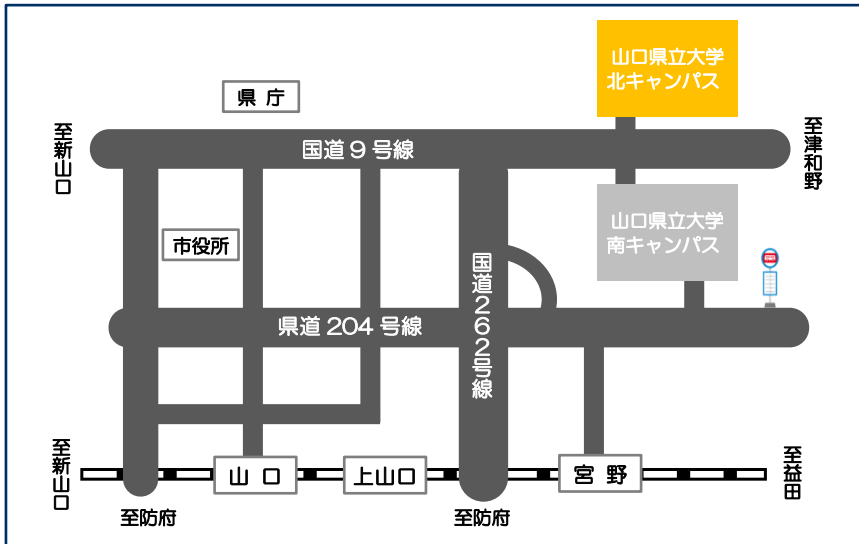 山口県立大学
北キャンパス
県庁
至新山口
国道9号線
至津和野
山口県立大学
南キャンパス
市役所
国道262号線
県道204号線
至新山口
山口
上山口
宮野
至益田
至防府
至防府